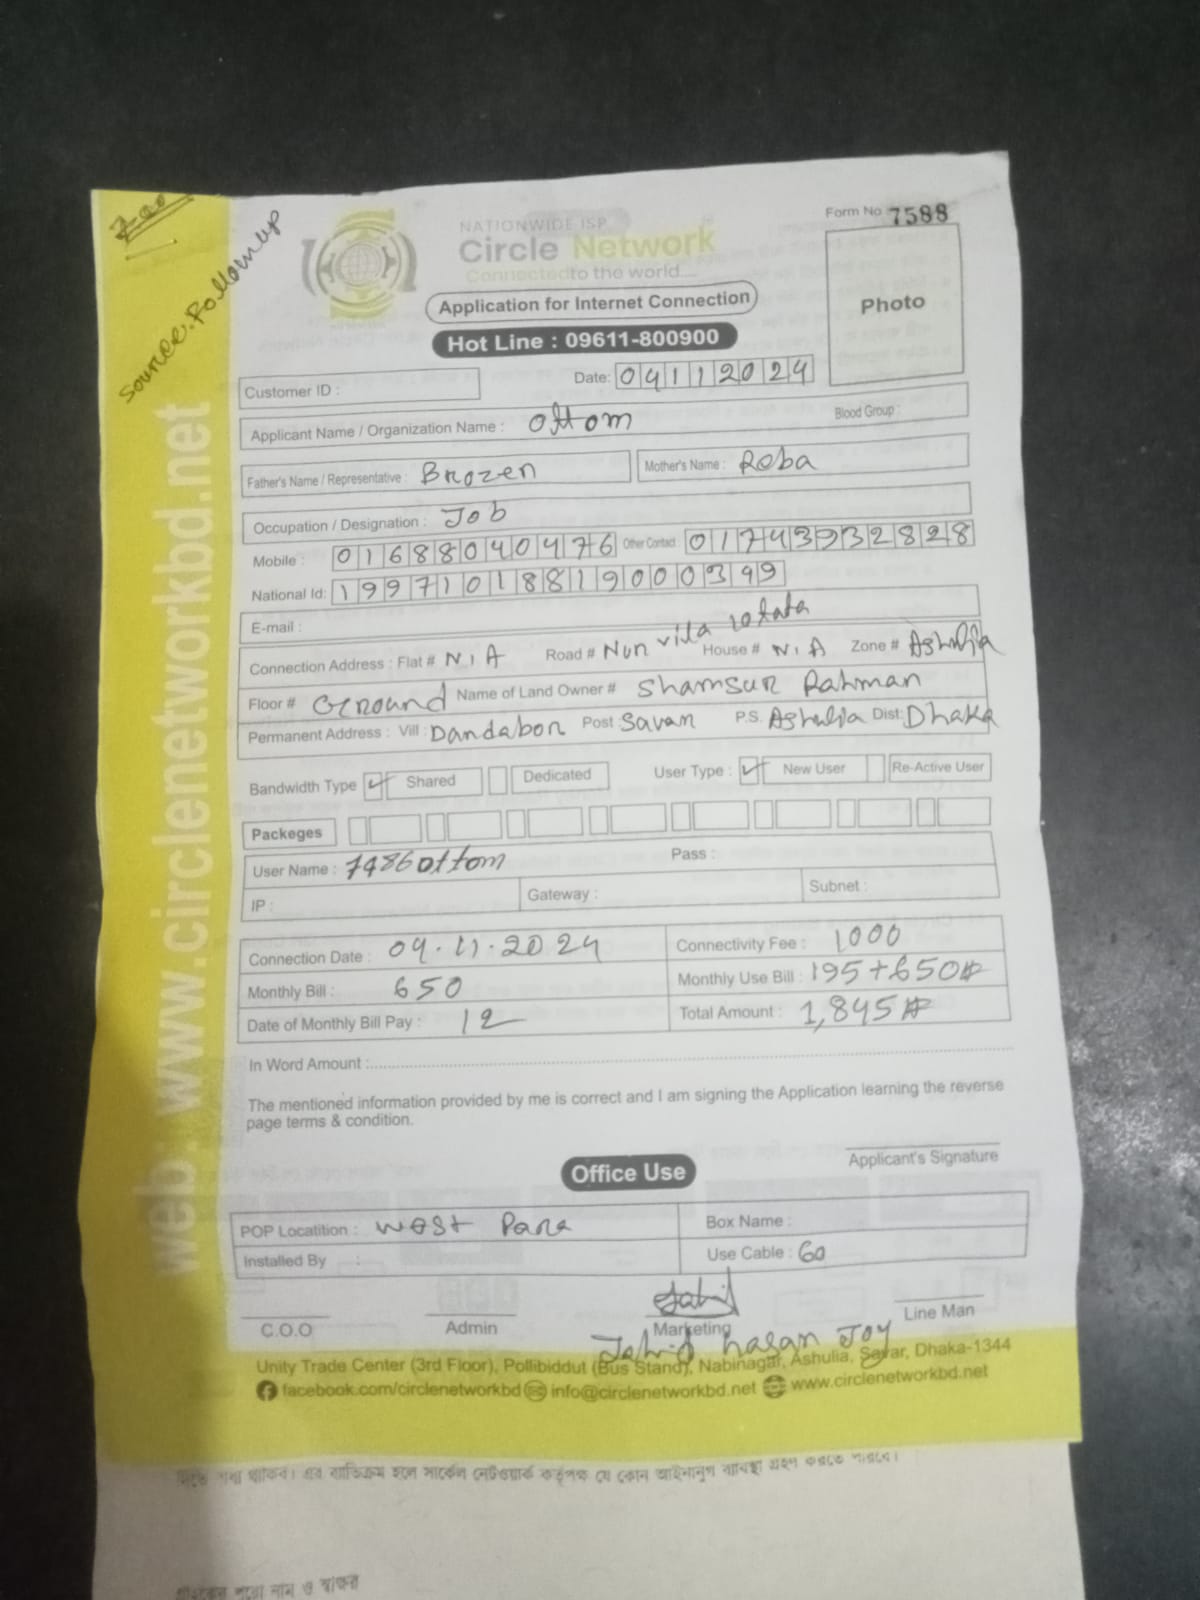 700
Source: Followup
web: www.circlenetworkbd.net
NATIONWIDE ISP
Circle Network
Connected to the world....
Form No 7588
Photo
Application for Internet Connection
Hot Line : 09611-800900
Customer ID :
Date: 04112024
Applicant Name / Organization Name : Ottom Blood Group :
Father's Name / Representative : Brozen Mother's Name : Roba
Occupation / Designation : Job
Mobile : 01688040476 Other Contact 01743932828
National Id: 19971018819000399
E-mail :
Connection Address : Flat # N.A Road # Nun vila rotata House # N.A Zone # Ashulia
Floor # Ground Name of Land Owner # Shamsur Rahman
Permanent Address : Vill : Dandabor Post Savar P.S. Ashulia Dist: Dhaka
Bandwidth Type Shared Dedicated User Type : New User Re-Active User
Packeges
User Name : 7486ottom Pass :
IP : Gateway : Subnet :
Connection Date : 04.11.2024 Connectivity Fee : 1000
Monthly Bill : 650 Monthly Use Bill : 195+650
Date of Monthly Bill Pay : 12 Total Amount : 1,845
In Word Amount :
The mentioned information provided by me is correct and I am signing the Application learning the reverse
page terms & condition.
Applicant's Signature
Office Use
POP Locatition : West Para Box Name :
Installed By : Use Cable : 60
C.O.O Admin Marketing Line Man
Jahid hasan Joy
Unity Trade Center (3rd Floor), Pollibiddut (Bus Stand), Nabinagar, Ashulia, Savar, Dhaka-1344
facebook.com/circlenetworkbd info@circlenetworkbd.net www.circlenetworkbd.net
থাকিব। এর ব্যতিক্রম হলে সার্কেল নেটওয়ার্ক কর্তৃপক্ষ যে কোন আইনানুগ ব্যবস্থা গ্রহণ করতে পারবে।
গ্রাহকের পুরো নাম ও স্বাক্ষর